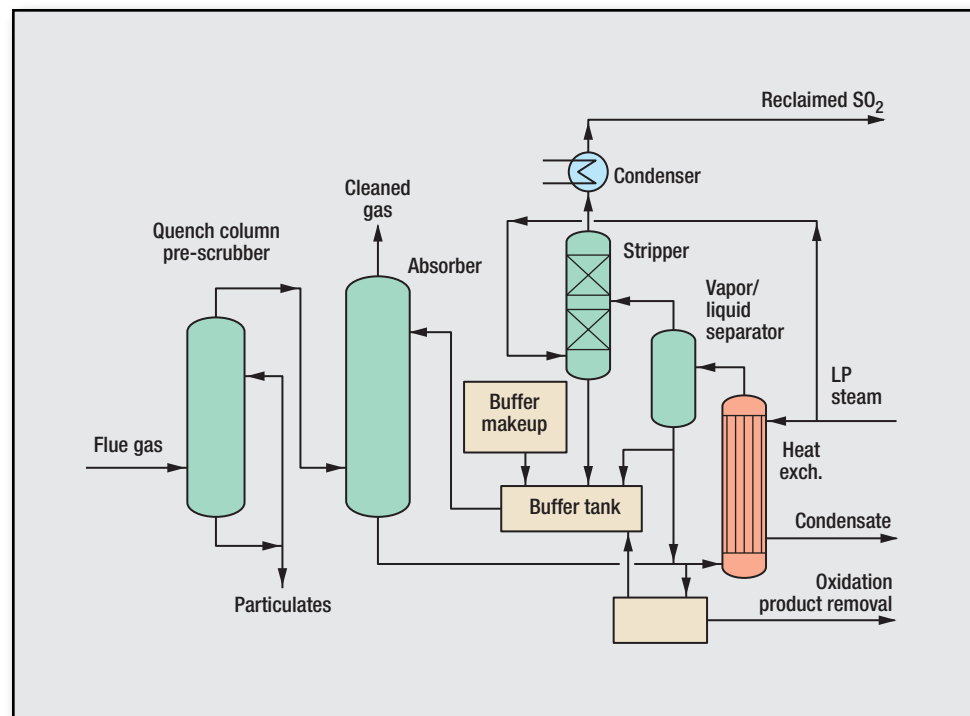 Reclaimed SO₂
Condenser
Cleaned
gas
Quench column
pre-scrubber
Absorber
Stripper
Vapor/
liquid
separator
LP
steam
Buffer
makeup
Flue gas
Heat
exch.
Buffer tank
Condensate
Oxidation
product removal
Particulates